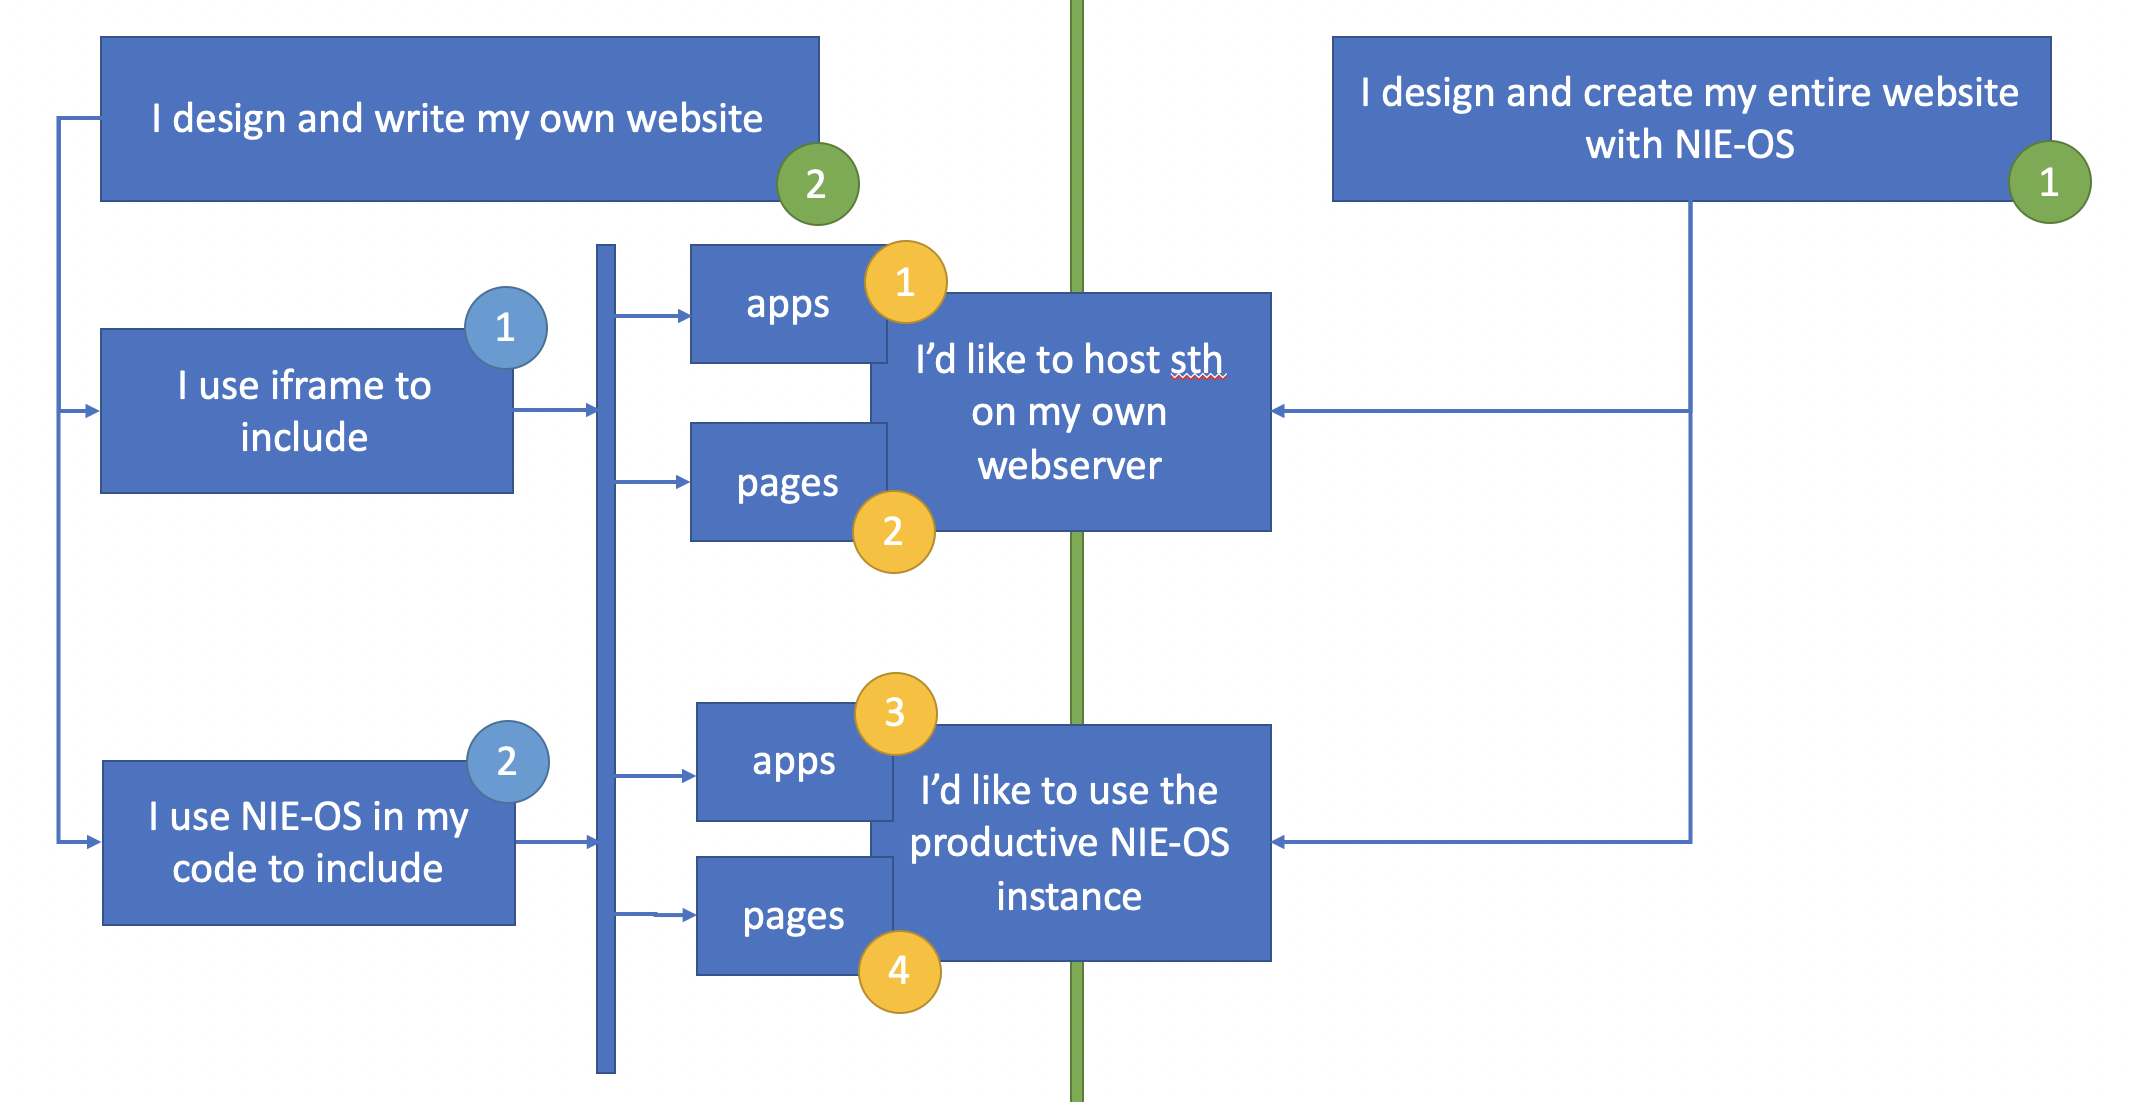 I design and write my own website
2
I design and create my entire website
with NIE-OS
1
I use iframe to
include
1
apps
1
pages
2
I’d like to host sth
on my own
webserver
I use NIE-OS in my
code to include
2
apps
3
pages
4
I’d like to use the
productive NIE-OS
instance